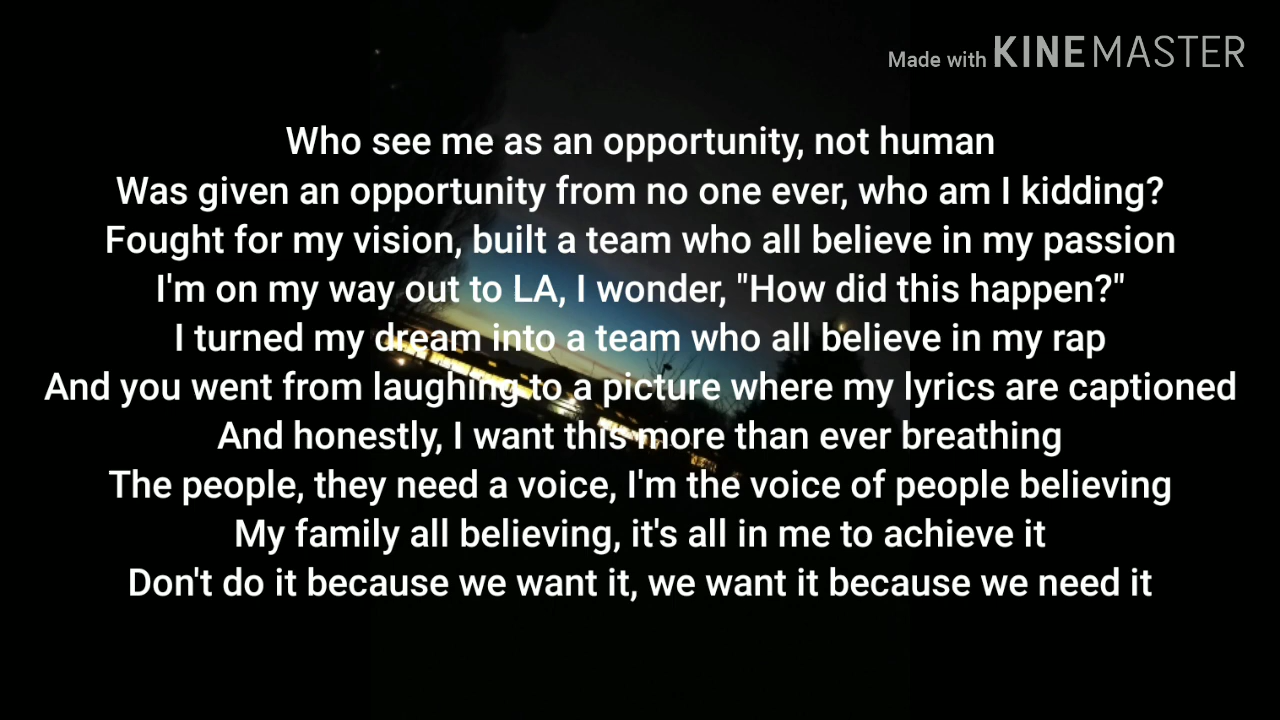 Made with KINEMASTER
Who see me as an opportunity, not human
Was given an opportunity from no one ever, who am I kidding?
Fought for my vision, built a team who all believe in my passion
I'm on my way out to LA, I wonder, "How did this happen?"
I turned my dream into a team who all believe in my rap
And you went from laughing to a picture where my lyrics are captioned
And honestly, I want this more than ever breathing
The people, they need a voice, I'm the voice of people believing
My family all believing, it's all in me to achieve it
Don't do it because we want it, we want it because we need it